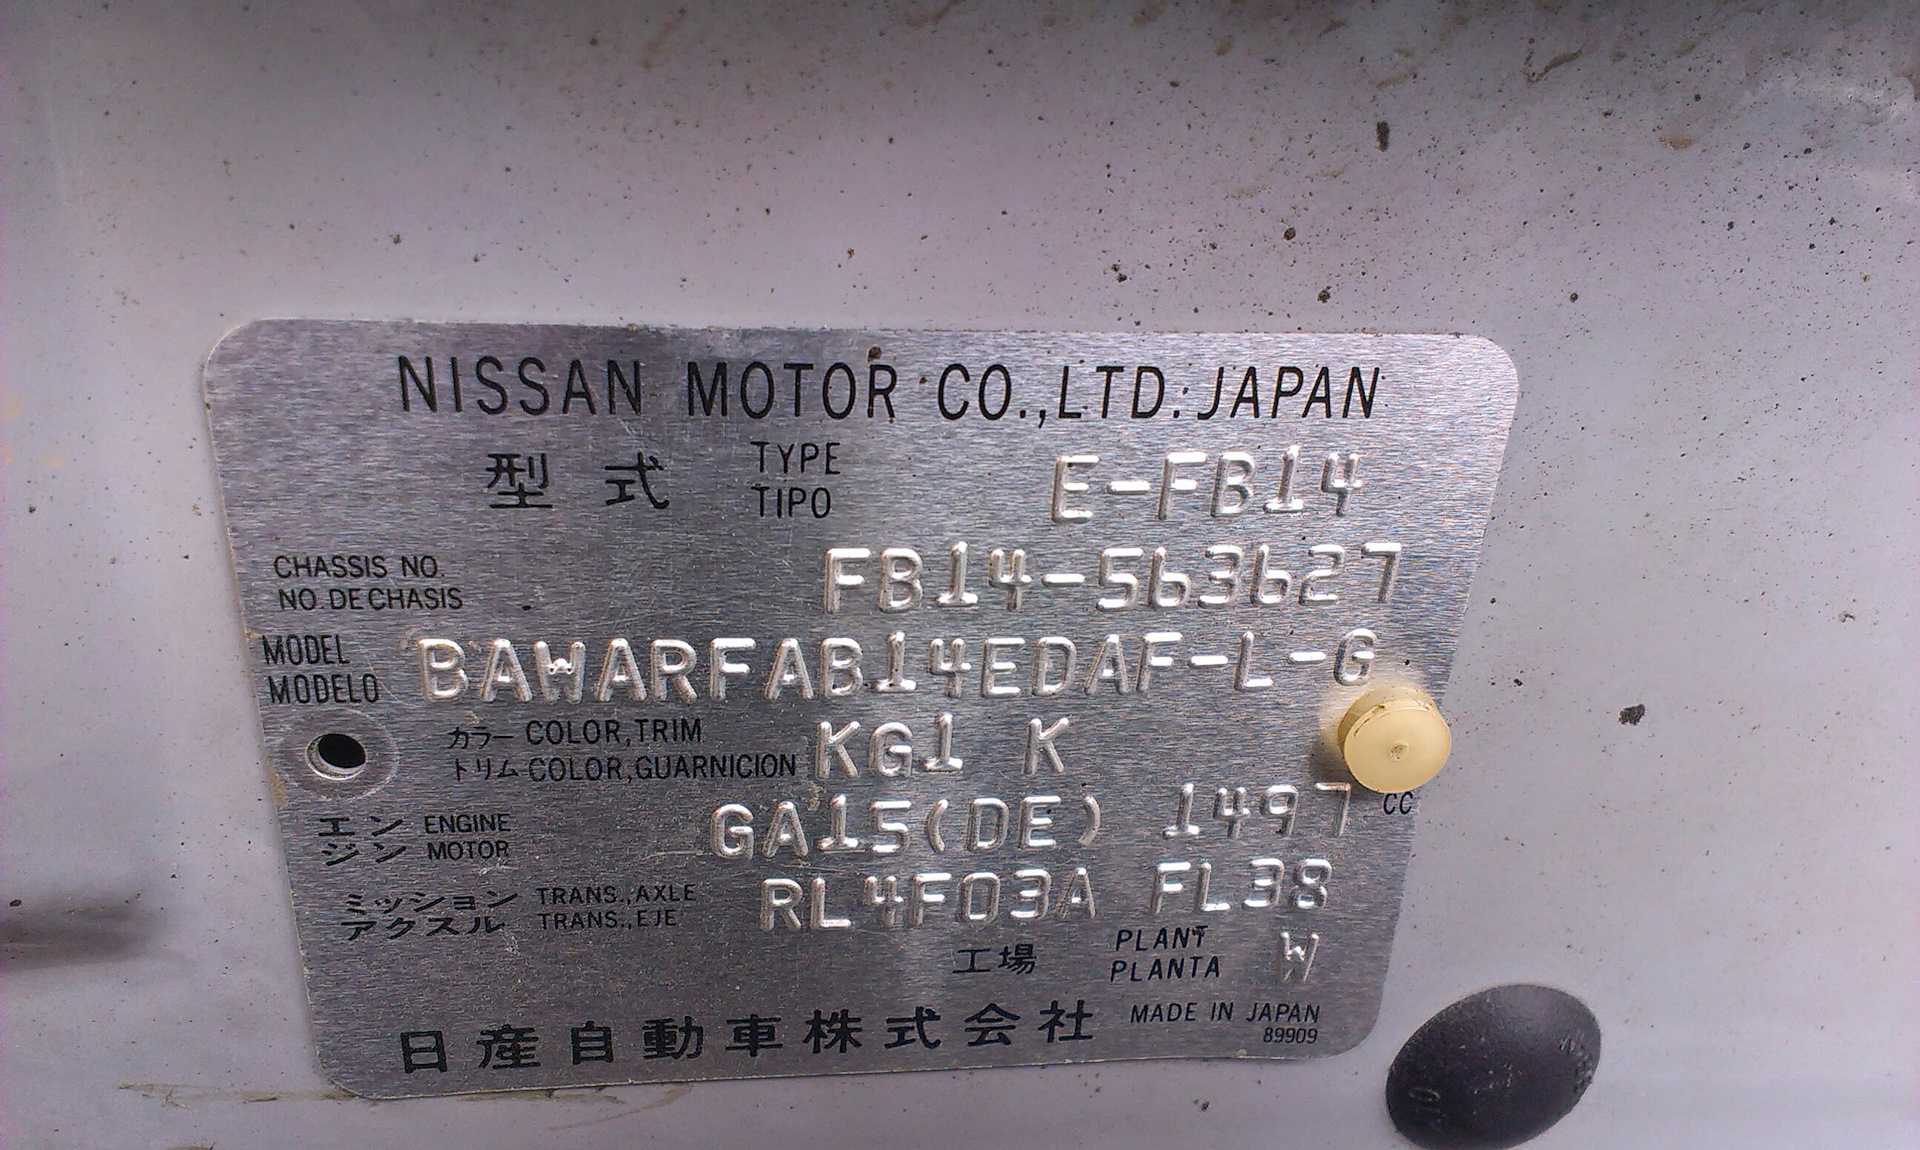 NISSAN MOTOR CO.,LTD. JAPAN
型式 TYPE E-FB14
TIPO
CHASSIS NO. FB14-563627
NO. DE CHASIS
MODEL BAWARFAB14EDAF-L-G
MODELO
カラー COLOR,TRIM KG1 K
トリム COLOR,GUARNICION
エン ENGINE GA15(DE) 1497 CC
ジン MOTOR
ミッション TRANS.,AXLE RL4F03A FL38
アクスル TRANS.,EJE
工場 PLANT W
PLANTA
日産自動車株式会社 MADE IN JAPAN
89909